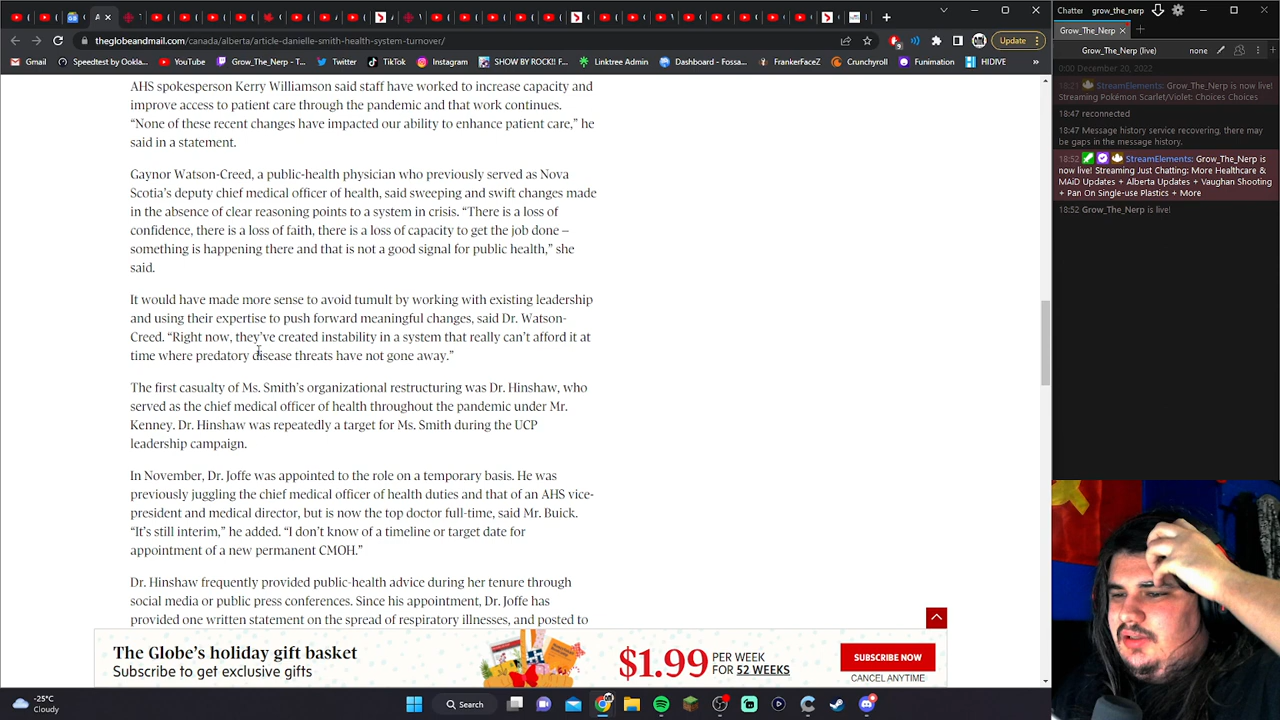 Chatter
grow_the_nerp
theglobeandmail.com/canada/alberta/article-danielle-smith-health-system-turnover/
9
Update
Grow_The_Nerp
Gmail
Speedtest by Ookla...
YouTube
Grow_The_Nerp - T...
Twitter
TikTok
Instagram
SHOW BY ROCK!! F...
Linktree Admin
Dashboard - Fossa...
FrankerFaceZ
Crunchyroll
Funimation
HIDIVE
Grow_The_Nerp (live)
none
0:00 December 20, 2022
18:21 StreamElements: Grow_The_Nerp is now live!
Streaming Pokémon Scarlet/Violet: Choices Choices
18:47 reconnected
18:47 Message history service recovering, there may
be gaps in the message history.
18:52 StreamElements: Grow_The_Nerp is
now live! Streaming Just Chatting: More Healthcare &
MAiD Updates + Alberta Updates + Vaughan Shooting
+ Pan On Single-use Plastics + More
18:52 Grow_The_Nerp is live!
AHS spokesperson Kerry Williamson said staff have worked to increase capacity and
improve access to patient care through the pandemic and that work continues.
“None of these recent changes have impacted our ability to enhance patient care,” he
said in a statement.
Gaynor Watson-Creed, a public-health physician who previously served as Nova
Scotia’s deputy chief medical officer of health, said sweeping and swift changes made
in the absence of clear reasoning points to a system in crisis. “There is a loss of
confidence, there is a loss of faith, there is a loss of capacity to get the job done –
something is happening there and that is not a good signal for public health,” she
said.
It would have made more sense to avoid tumult by working with existing leadership
and using their expertise to push forward meaningful changes, said Dr. Watson-
Creed. “Right now, they’ve created instability in a system that really can’t afford it at
time where predatory disease threats have not gone away.”
The first casualty of Ms. Smith’s organizational restructuring was Dr. Hinshaw, who
served as the chief medical officer of health throughout the pandemic under Mr.
Kenney. Dr. Hinshaw was repeatedly a target for Ms. Smith during the UCP
leadership campaign.
In November, Dr. Joffe was appointed to the role on a temporary basis. He was
previously juggling the chief medical officer of health duties and that of an AHS vice-
president and medical director, but is now the top doctor full-time, said Mr. Buick.
“It’s still interim,” he added. “I don’t know of a timeline or target date for
appointment of a new permanent CMOH.”
Dr. Hinshaw frequently provided public-health advice during her tenure through
social media or public press conferences. Since his appointment, Dr. Joffe has
provided one written statement on the spread of respiratory illnesses, and posted to
The Globe’s holiday gift basket
Subscribe to get exclusive gifts
$1.99
PER WEEK
FOR 52 WEEKS
SUBSCRIBE NOW
CANCEL ANYTIME
-25°C
Cloudy
Search